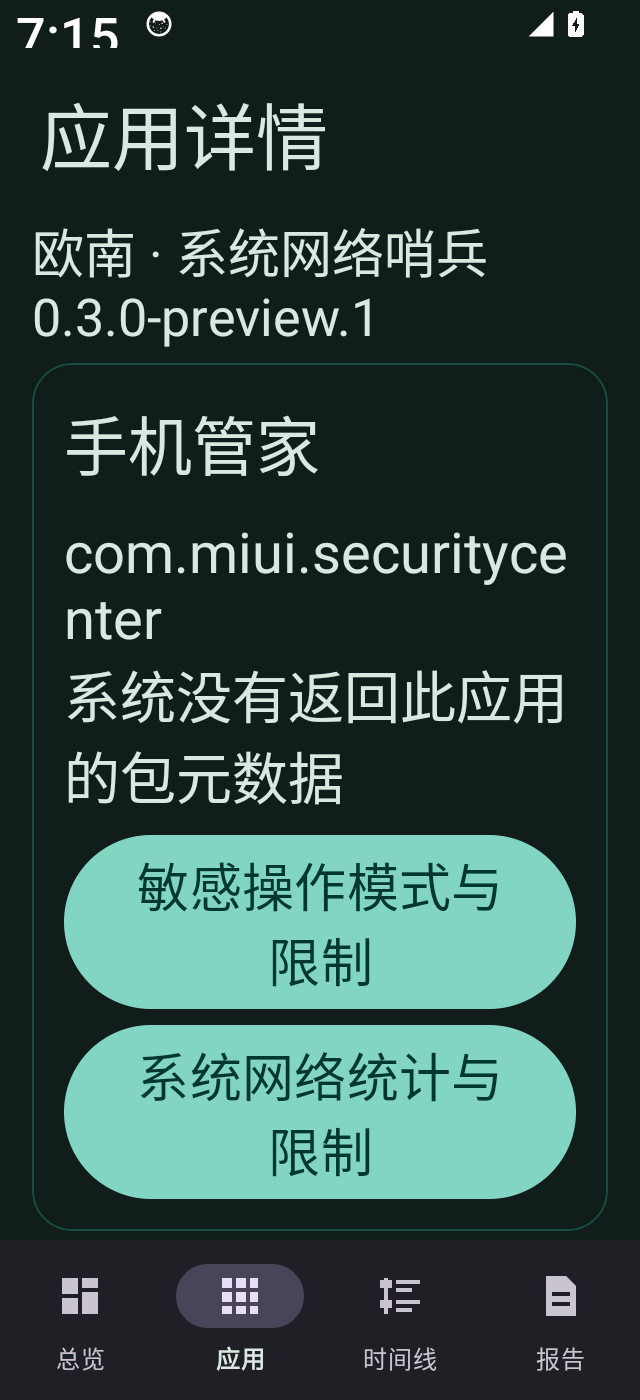 7:15
应用详情
欧南 · 系统网络哨兵
0.3.0-preview.1
手机管家
com.miui.securityce
nter
系统没有返回此应用
的包元数据
敏感操作模式与
限制
系统网络统计与
限制
总览
应用
时间线
报告